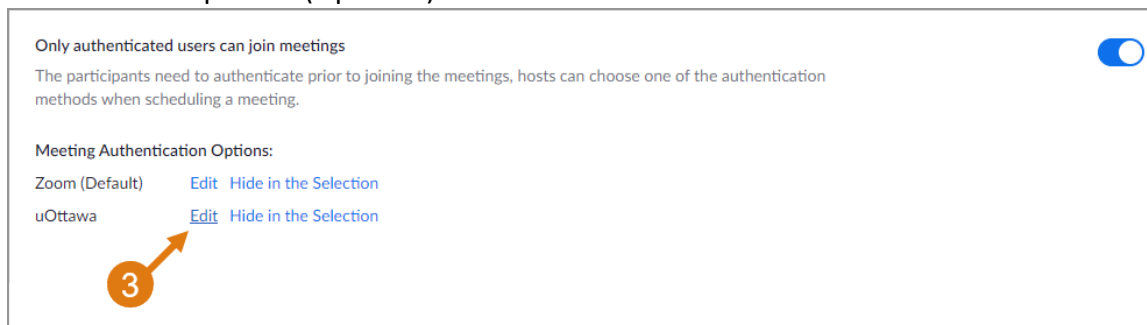 Only authenticated users can join meetings
The participants need to authenticate prior to joining the meetings, hosts can choose one of the authentication
methods when scheduling a meeting.
Meeting Authentication Options:
Zoom (Default) Edit Hide in the Selection
uOttawa Edit Hide in the Selection
3